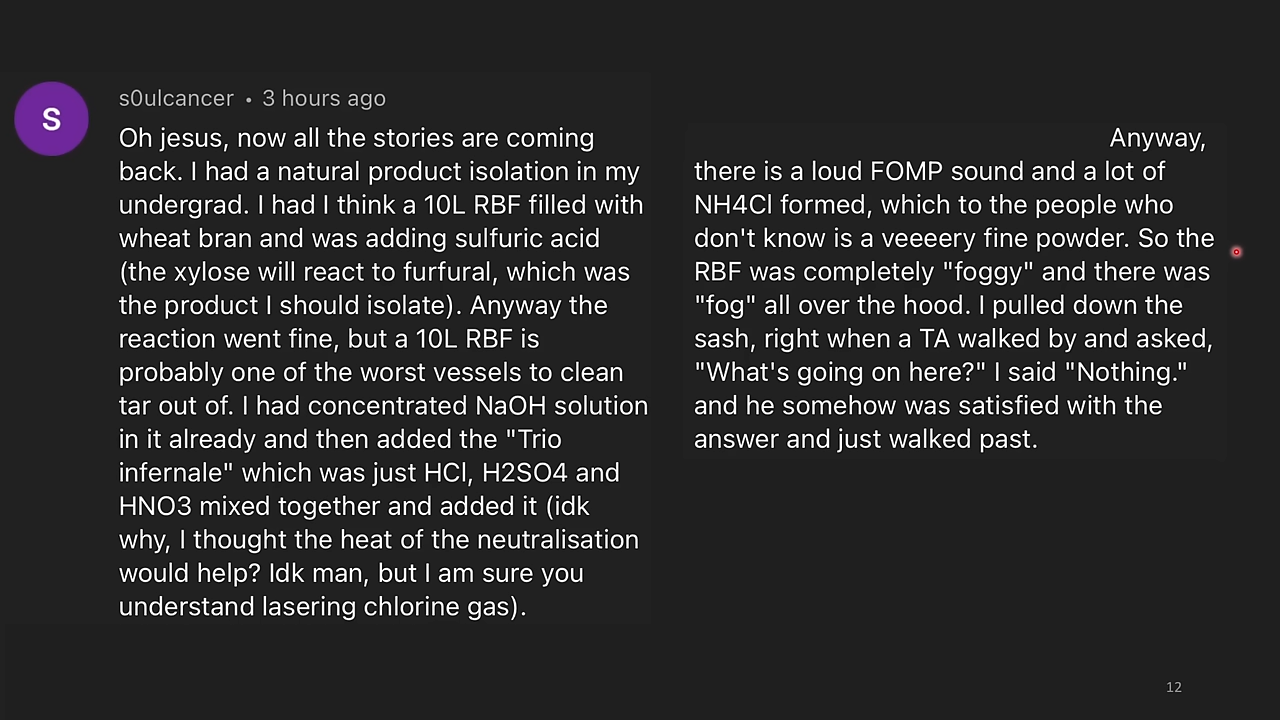 S
s0ulcancer • 3 hours ago
Oh jesus, now all the stories are coming
back. I had a natural product isolation in my
undergrad. I had I think a 10L RBF filled with
wheat bran and was adding sulfuric acid
(the xylose will react to furfural, which was
the product I should isolate). Anyway the
reaction went fine, but a 10L RBF is
probably one of the worst vessels to clean
tar out of. I had concentrated NaOH solution
in it already and then added the "Trio
infernale" which was just HCl, H2SO4 and
HNO3 mixed together and added it (idk
why, I thought the heat of the neutralisation
would help? Idk man, but I am sure you
understand lasering chlorine gas).
Anyway,
there is a loud FOMP sound and a lot of
NH4Cl formed, which to the people who
don't know is a veeeery fine powder. So the
RBF was completely "foggy" and there was
"fog" all over the hood. I pulled down the
sash, right when a TA walked by and asked,
"What's going on here?" I said "Nothing."
and he somehow was satisfied with the
answer and just walked past.
12